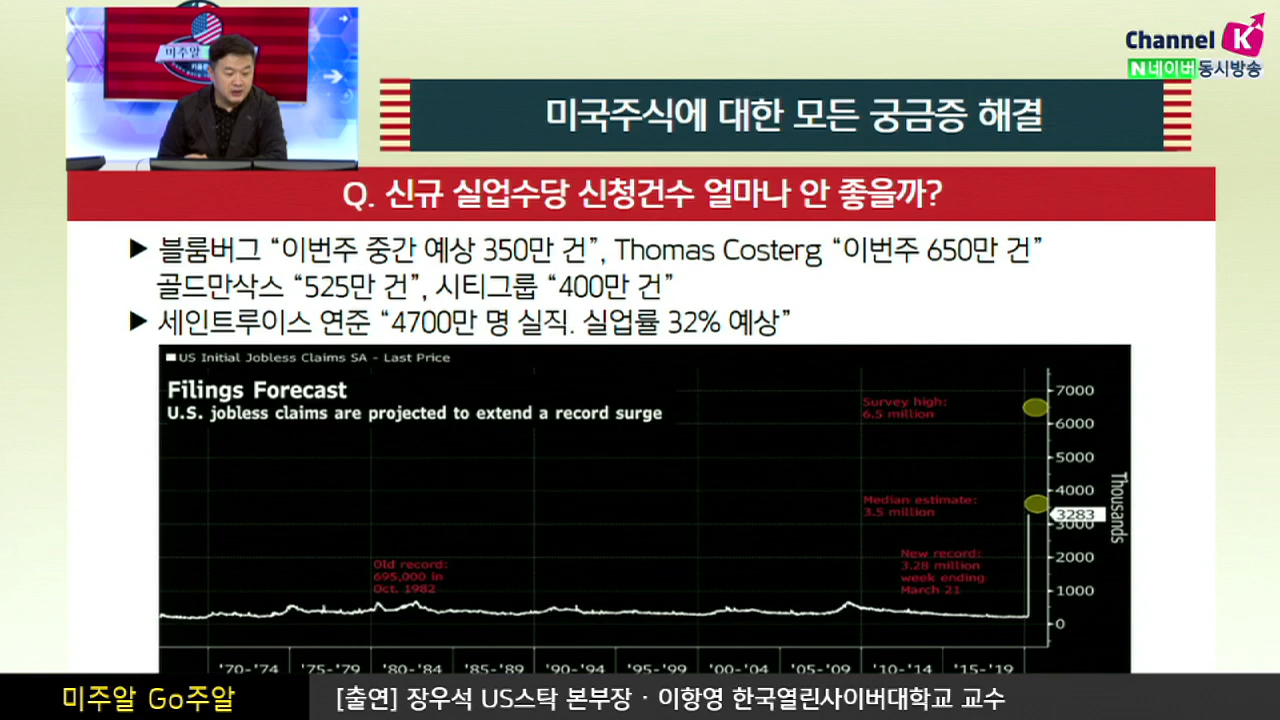 미주알
Channel K
N 네이버 동시방송
미국주식에 대한 모든 궁금증 해결
Q. 신규 실업수당 신청건수 얼마나 안 좋을까?
▶ 블룸버그 “이번주 중간 예상 350만 건”, Thomas Costerg “이번주 650만 건”
골드만삭스 “525만 건”, 시티그룹 “400만 건”
▶ 세인트루이스 연준 “4700만 명 실직. 실업률 32% 예상”
US Initial Jobless Claims SA - Last Price
Filings Forecast
U.S. jobless claims are projected to extend a record surge
Survey high:
6.5 million
Median estimate:
3.5 million
Old record:
695,000 in
Oct. 1982
New record:
3.28 million
week ending
March 21
7000
6000
5000
4000
3283
3000
2000
1000
0
Thousands
'70-'74 '75-'79 '80-'84 '85-'89 '90-'94 '95-'99 '00-'04 '05-'09 '10-'14 '15-'19
미주알 Go주알
[출연] 장우석 US스탁 본부장 · 이항영 한국열린사이버대학교 교수